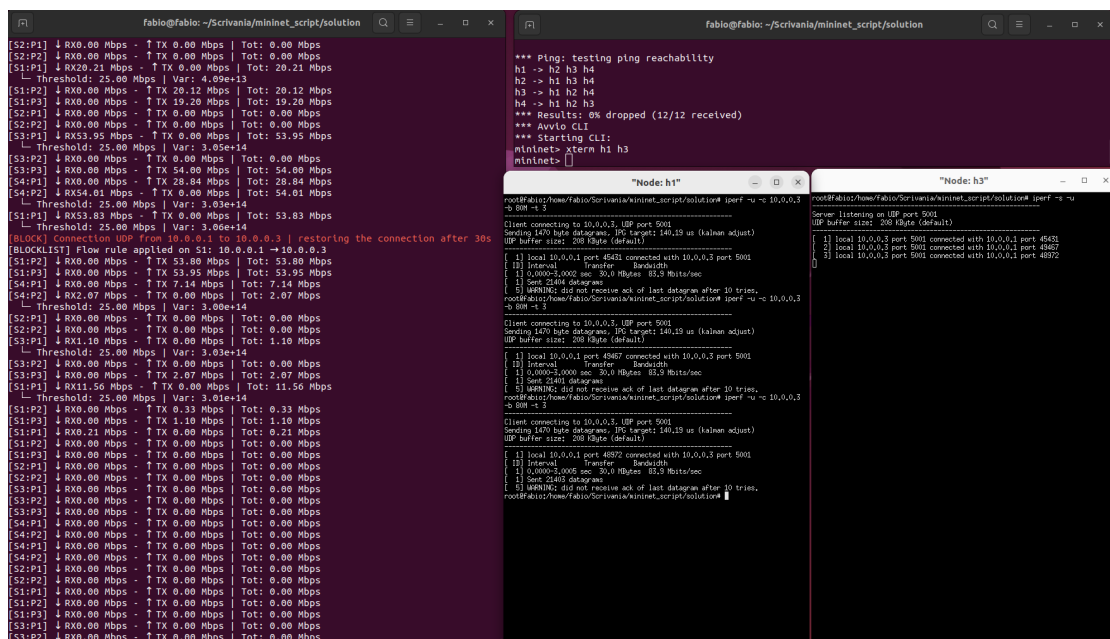 fabio@fabio: ~/Scrivania/mininet_script/solution
[S2:P1] ↓RX0.00 Mbps - ↑TX 0.00 Mbps | Tot: 0.00 Mbps
[S2:P2] ↓RX0.00 Mbps - ↑TX 0.00 Mbps | Tot: 0.00 Mbps
[S1:P1] ↓RX20.21 Mbps - ↑TX 0.00 Mbps | Tot: 20.21 Mbps
└─ Threshold: 25.00 Mbps | Var: 4.09e+13
[S1:P2] ↓RX0.00 Mbps - ↑TX 20.12 Mbps | Tot: 20.12 Mbps
[S1:P3] ↓RX0.00 Mbps - ↑TX 19.20 Mbps | Tot: 19.20 Mbps
[S2:P1] ↓RX0.00 Mbps - ↑TX 0.00 Mbps | Tot: 0.00 Mbps
[S2:P2] ↓RX0.00 Mbps - ↑TX 0.00 Mbps | Tot: 0.00 Mbps
[S3:P1] ↓RX53.95 Mbps - ↑TX 0.00 Mbps | Tot: 53.95 Mbps
└─ Threshold: 25.00 Mbps | Var: 3.05e+14
[S3:P2] ↓RX0.00 Mbps - ↑TX 0.00 Mbps | Tot: 0.00 Mbps
[S3:P3] ↓RX0.00 Mbps - ↑TX 54.00 Mbps | Tot: 54.00 Mbps
[S4:P1] ↓RX0.00 Mbps - ↑TX 28.84 Mbps | Tot: 28.84 Mbps
[S4:P2] ↓RX54.01 Mbps - ↑TX 0.00 Mbps | Tot: 54.01 Mbps
└─ Threshold: 25.00 Mbps | Var: 3.03e+14
[S1:P1] ↓RX53.83 Mbps - ↑TX 0.00 Mbps | Tot: 53.83 Mbps
└─ Threshold: 25.00 Mbps | Var: 3.06e+14
[BLOCK] Connection UDP from 10.0.0.1 to 10.0.0.3 | restoring the connection after 30s
[BLOCKLIST] Flow rule applied on S1: 10.0.0.1 →10.0.0.3
[S1:P2] ↓RX0.00 Mbps - ↑TX 53.80 Mbps | Tot: 53.80 Mbps
[S1:P3] ↓RX0.00 Mbps - ↑TX 53.95 Mbps | Tot: 53.95 Mbps
[S4:P1] ↓RX0.00 Mbps - ↑TX 7.14 Mbps | Tot: 7.14 Mbps
[S4:P2] ↓RX2.07 Mbps - ↑TX 0.00 Mbps | Tot: 2.07 Mbps
└─ Threshold: 25.00 Mbps | Var: 3.00e+14
[S2:P1] ↓RX0.00 Mbps - ↑TX 0.00 Mbps | Tot: 0.00 Mbps
[S2:P2] ↓RX0.00 Mbps - ↑TX 0.00 Mbps | Tot: 0.00 Mbps
[S3:P1] ↓RX1.10 Mbps - ↑TX 0.00 Mbps | Tot: 1.10 Mbps
└─ Threshold: 25.00 Mbps | Var: 3.03e+14
[S3:P2] ↓RX0.00 Mbps - ↑TX 0.00 Mbps | Tot: 0.00 Mbps
[S3:P3] ↓RX0.00 Mbps - ↑TX 2.07 Mbps | Tot: 2.07 Mbps
[S1:P1] ↓RX11.56 Mbps - ↑TX 0.00 Mbps | Tot: 11.56 Mbps
└─ Threshold: 25.00 Mbps | Var: 3.01e+14
[S1:P2] ↓RX0.00 Mbps - ↑TX 0.33 Mbps | Tot: 0.33 Mbps
[S1:P3] ↓RX0.00 Mbps - ↑TX 1.10 Mbps | Tot: 1.10 Mbps
[S1:P1] ↓RX0.21 Mbps - ↑TX 0.00 Mbps | Tot: 0.21 Mbps
[S1:P2] ↓RX0.00 Mbps - ↑TX 0.00 Mbps | Tot: 0.00 Mbps
[S1:P3] ↓RX0.00 Mbps - ↑TX 0.00 Mbps | Tot: 0.00 Mbps
[S2:P1] ↓RX0.00 Mbps - ↑TX 0.00 Mbps | Tot: 0.00 Mbps
[S2:P2] ↓RX0.00 Mbps - ↑TX 0.00 Mbps | Tot: 0.00 Mbps
[S3:P1] ↓RX0.00 Mbps - ↑TX 0.00 Mbps | Tot: 0.00 Mbps
[S3:P2] ↓RX0.00 Mbps - ↑TX 0.00 Mbps | Tot: 0.00 Mbps
[S3:P3] ↓RX0.00 Mbps - ↑TX 0.00 Mbps | Tot: 0.00 Mbps
[S4:P1] ↓RX0.00 Mbps - ↑TX 0.00 Mbps | Tot: 0.00 Mbps
[S4:P2] ↓RX0.00 Mbps - ↑TX 0.00 Mbps | Tot: 0.00 Mbps
[S4:P1] ↓RX0.00 Mbps - ↑TX 0.00 Mbps | Tot: 0.00 Mbps
[S4:P2] ↓RX0.00 Mbps - ↑TX 0.00 Mbps | Tot: 0.00 Mbps
[S2:P1] ↓RX0.00 Mbps - ↑TX 0.00 Mbps | Tot: 0.00 Mbps
[S2:P2] ↓RX0.00 Mbps - ↑TX 0.00 Mbps | Tot: 0.00 Mbps
[S1:P1] ↓RX0.00 Mbps - ↑TX 0.00 Mbps | Tot: 0.00 Mbps
[S1:P2] ↓RX0.00 Mbps - ↑TX 0.00 Mbps | Tot: 0.00 Mbps
[S1:P3] ↓RX0.00 Mbps - ↑TX 0.00 Mbps | Tot: 0.00 Mbps
[S3:P1] ↓RX0.00 Mbps - ↑TX 0.00 Mbps | Tot: 0.00 Mbps
[S3:P2] ↓RX0.00 Mbps - ↑TX 0.00 Mbps | Tot: 0.00 Mbps
fabio@fabio: ~/Scrivania/mininet_script/solution
*** Ping: testing ping reachability
h1 -> h2 h3 h4
h2 -> h1 h3 h4
h3 -> h1 h2 h4
h4 -> h1 h2 h3
*** Results: 0% dropped (12/12 received)
*** Avvio CLI
*** Starting CLI:
mininet> xterm h1 h3
mininet>
"Node: h1"
root@fabio:/home/fabio/Scrivania/mininet_script/solution# iperf -u -c 10.0.0.3
-b 80M -t 3
------------------------------------------------------------
Client connecting to 10.0.0.3, UDP port 5001
Sending 1470 byte datagrams, IPG target: 140.19 us (kalman adjust)
UDP buffer size: 208 KByte (default)
------------------------------------------------------------
[ 1] local 10.0.0.1 port 45431 connected with 10.0.0.3 port 5001
[ ID] Interval Transfer Bandwidth
[ 1] 0.0000-3.0002 sec 30.0 MBytes 83.9 Mbits/sec
[ 1] Sent 21404 datagrams
[ 5] WARNING: did not receive ack of last datagram after 10 tries.
root@fabio:/home/fabio/Scrivania/mininet_script/solution# iperf -u -c 10.0.0.3
-b 80M -t 3
------------------------------------------------------------
Client connecting to 10.0.0.3, UDP port 5001
Sending 1470 byte datagrams, IPG target: 140.19 us (kalman adjust)
UDP buffer size: 208 KByte (default)
------------------------------------------------------------
[ 1] local 10.0.0.1 port 49467 connected with 10.0.0.3 port 5001
[ ID] Interval Transfer Bandwidth
[ 1] 0.0000-3.0000 sec 30.0 MBytes 83.9 Mbits/sec
[ 1] Sent 21401 datagrams
[ 5] WARNING: did not receive ack of last datagram after 10 tries.
root@fabio:/home/fabio/Scrivania/mininet_script/solution# iperf -u -c 10.0.0.3
-b 80M -t 3
------------------------------------------------------------
Client connecting to 10.0.0.3, UDP port 5001
Sending 1470 byte datagrams, IPG target: 140.19 us (kalman adjust)
UDP buffer size: 208 KByte (default)
------------------------------------------------------------
[ 1] local 10.0.0.1 port 48972 connected with 10.0.0.3 port 5001
[ ID] Interval Transfer Bandwidth
[ 1] 0.0000-3.0005 sec 30.0 MBytes 83.9 Mbits/sec
[ 1] Sent 21403 datagrams
[ 5] WARNING: did not receive ack of last datagram after 10 tries.
root@fabio:/home/fabio/Scrivania/mininet_script/solution#
"Node: h3"
root@fabio:/home/fabio/Scrivania/mininet_script/solution# iperf -s -u
------------------------------------------------------------
Server listening on UDP port 5001
UDP buffer size: 208 KByte (default)
------------------------------------------------------------
[ 1] local 10.0.0.3 port 5001 connected with 10.0.0.1 port 45431
[ 2] local 10.0.0.3 port 5001 connected with 10.0.0.1 port 49467
[ 3] local 10.0.0.3 port 5001 connected with 10.0.0.1 port 48972